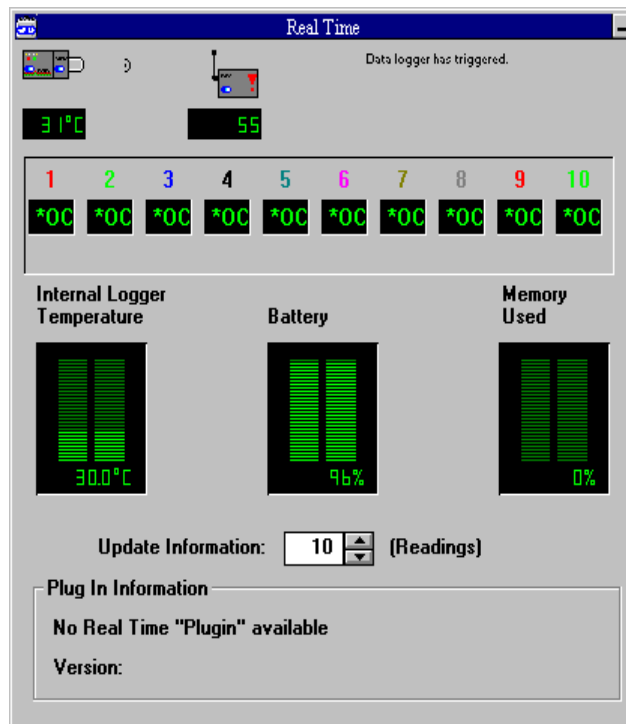 Real Time
Data logger has triggered.
31°C
55
1 2 3 4 5 6 7 8 9 10
*OC *OC *OC *OC *OC *OC *OC *OC *OC *OC
Internal Logger Temperature
Battery
Memory Used
30.0°C
96%
0%
Update Information: 10 (Readings)
Plug In Information
No Real Time "Plugin" available
Version: